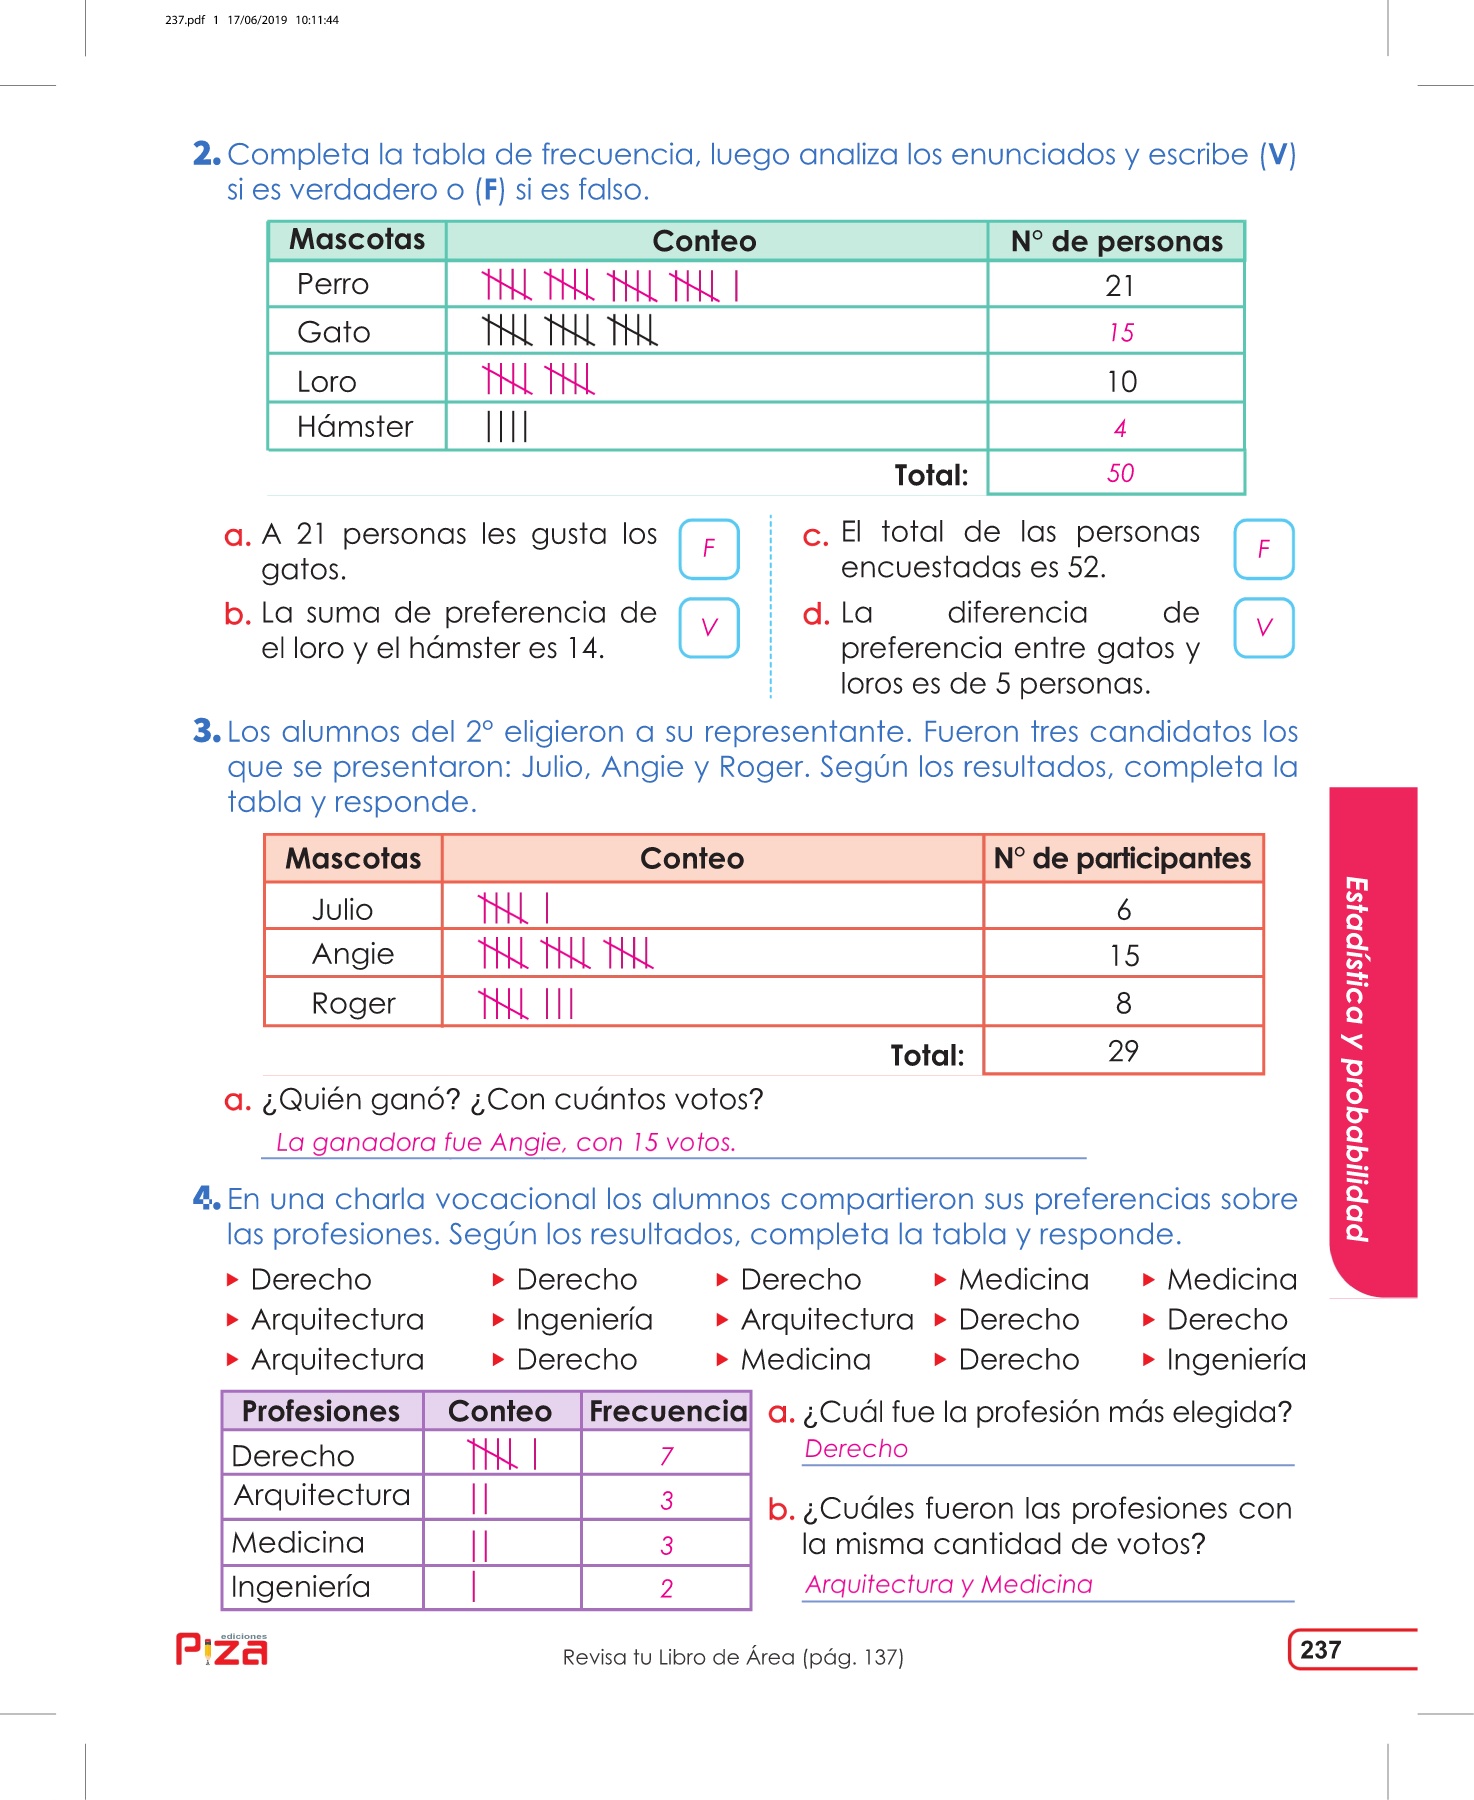 237.pdf 1 17/06/2019 10:11:44
2. Completa la tabla de frecuencia, luego analiza los enunciados y escribe (V)
si es verdadero o (F) si es falso.
Mascotas Conteo N° de personas
Perro 21
Gato 15
Loro 10
Hámster 4
Total: 50
a. A 21 personas les gusta los
gatos.
F
b. La suma de preferencia de
el loro y el hámster es 14.
V
c. El total de las personas
encuestadas es 52.
F
d. La diferencia de
preferencia entre gatos y
loros es de 5 personas.
V
3. Los alumnos del 2° eligieron a su representante. Fueron tres candidatos los
que se presentaron: Julio, Angie y Roger. Según los resultados, completa la
tabla y responde.
Mascotas Conteo N° de participantes
Julio 6
Angie 15
Roger 8
Total: 29
a. ¿Quién ganó? ¿Con cuántos votos?
La ganadora fue Angie, con 15 votos.
4. En una charla vocacional los alumnos compartieron sus preferencias sobre
las profesiones. Según los resultados, completa la tabla y responde.
Derecho Derecho Derecho Medicina Medicina
Arquitectura Ingeniería Arquitectura Derecho Derecho
Arquitectura Derecho Medicina Derecho Ingeniería
Profesiones Conteo Frecuencia
Derecho 7
Arquitectura 3
Medicina 3
Ingeniería 2
a. ¿Cuál fue la profesión más elegida?
Derecho
b. ¿Cuáles fueron las profesiones con
la misma cantidad de votos?
Arquitectura y Medicina
Estadística y probabilidad
ediciones
Piza
Revisa tu Libro de Área (pág. 137)
237